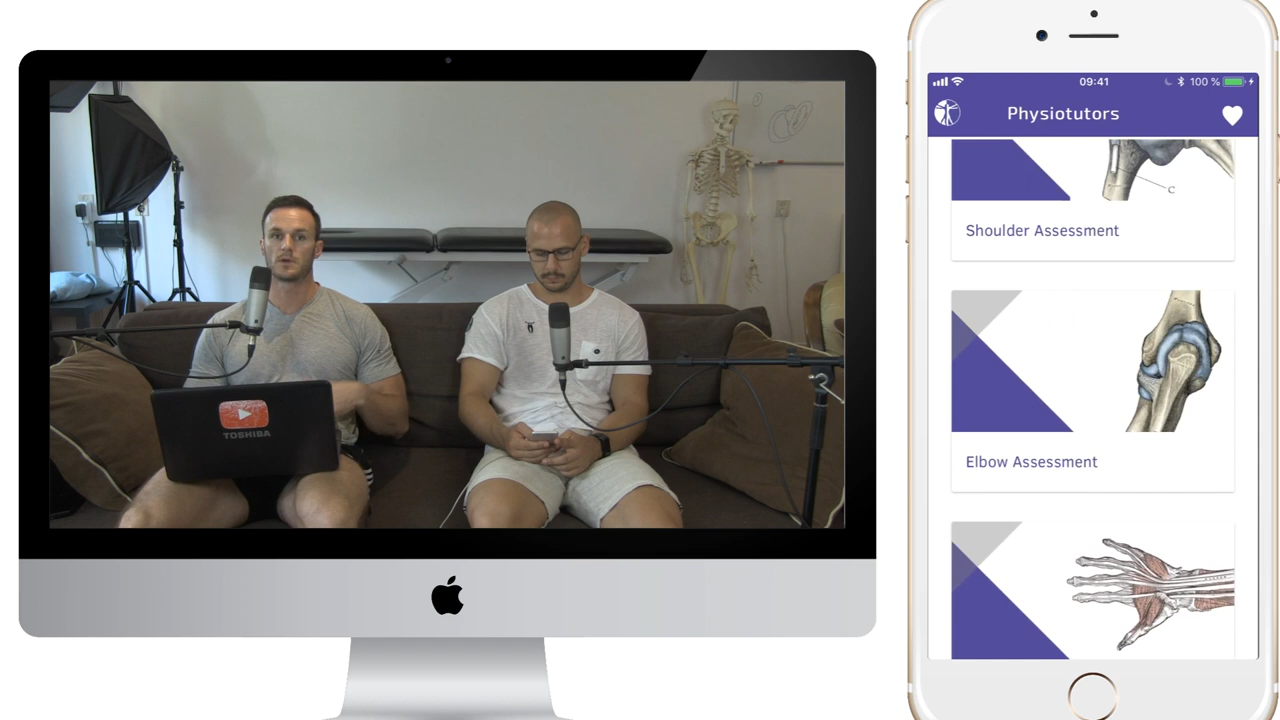 TOSHIBA
09:41
100 %
Physiotutors
C
Shoulder Assessment
Elbow Assessment